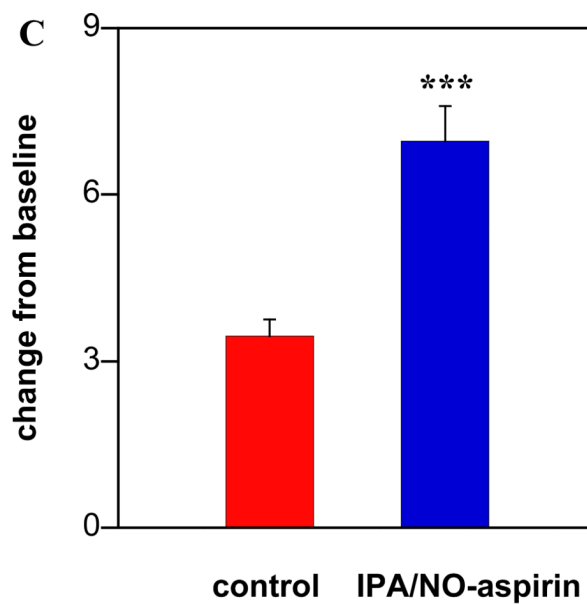 C
9
***
6
3
0
change from baseline
control IPA/NO-aspirin